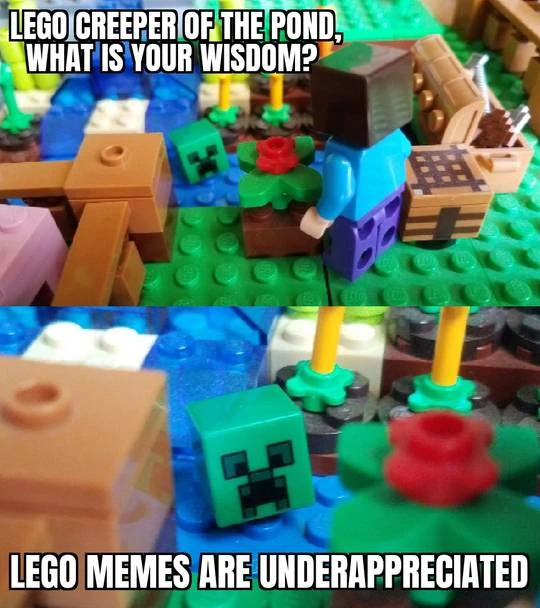 LEGO CREEPER OF THE POND,
WHAT IS YOUR WISDOM?
LEGO MEMES ARE UNDERAPPRECIATED